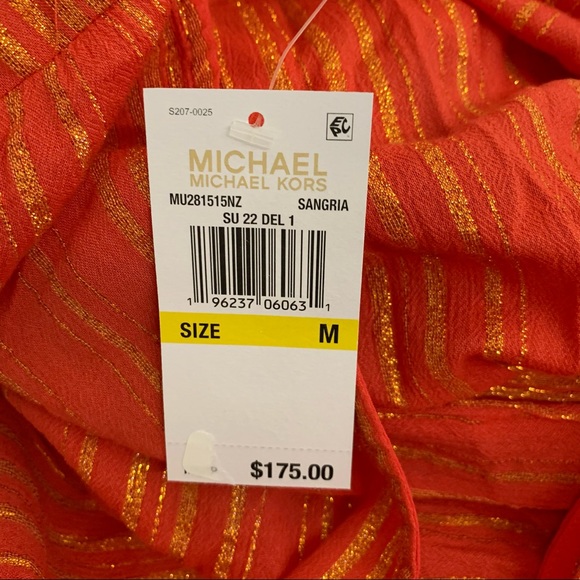 S207-0025
MICHAEL
MICHAEL KORS
MU281515NZ SANGRIA
SU 22 DEL 1
1 96237 06063 1
SIZE M
$175.00